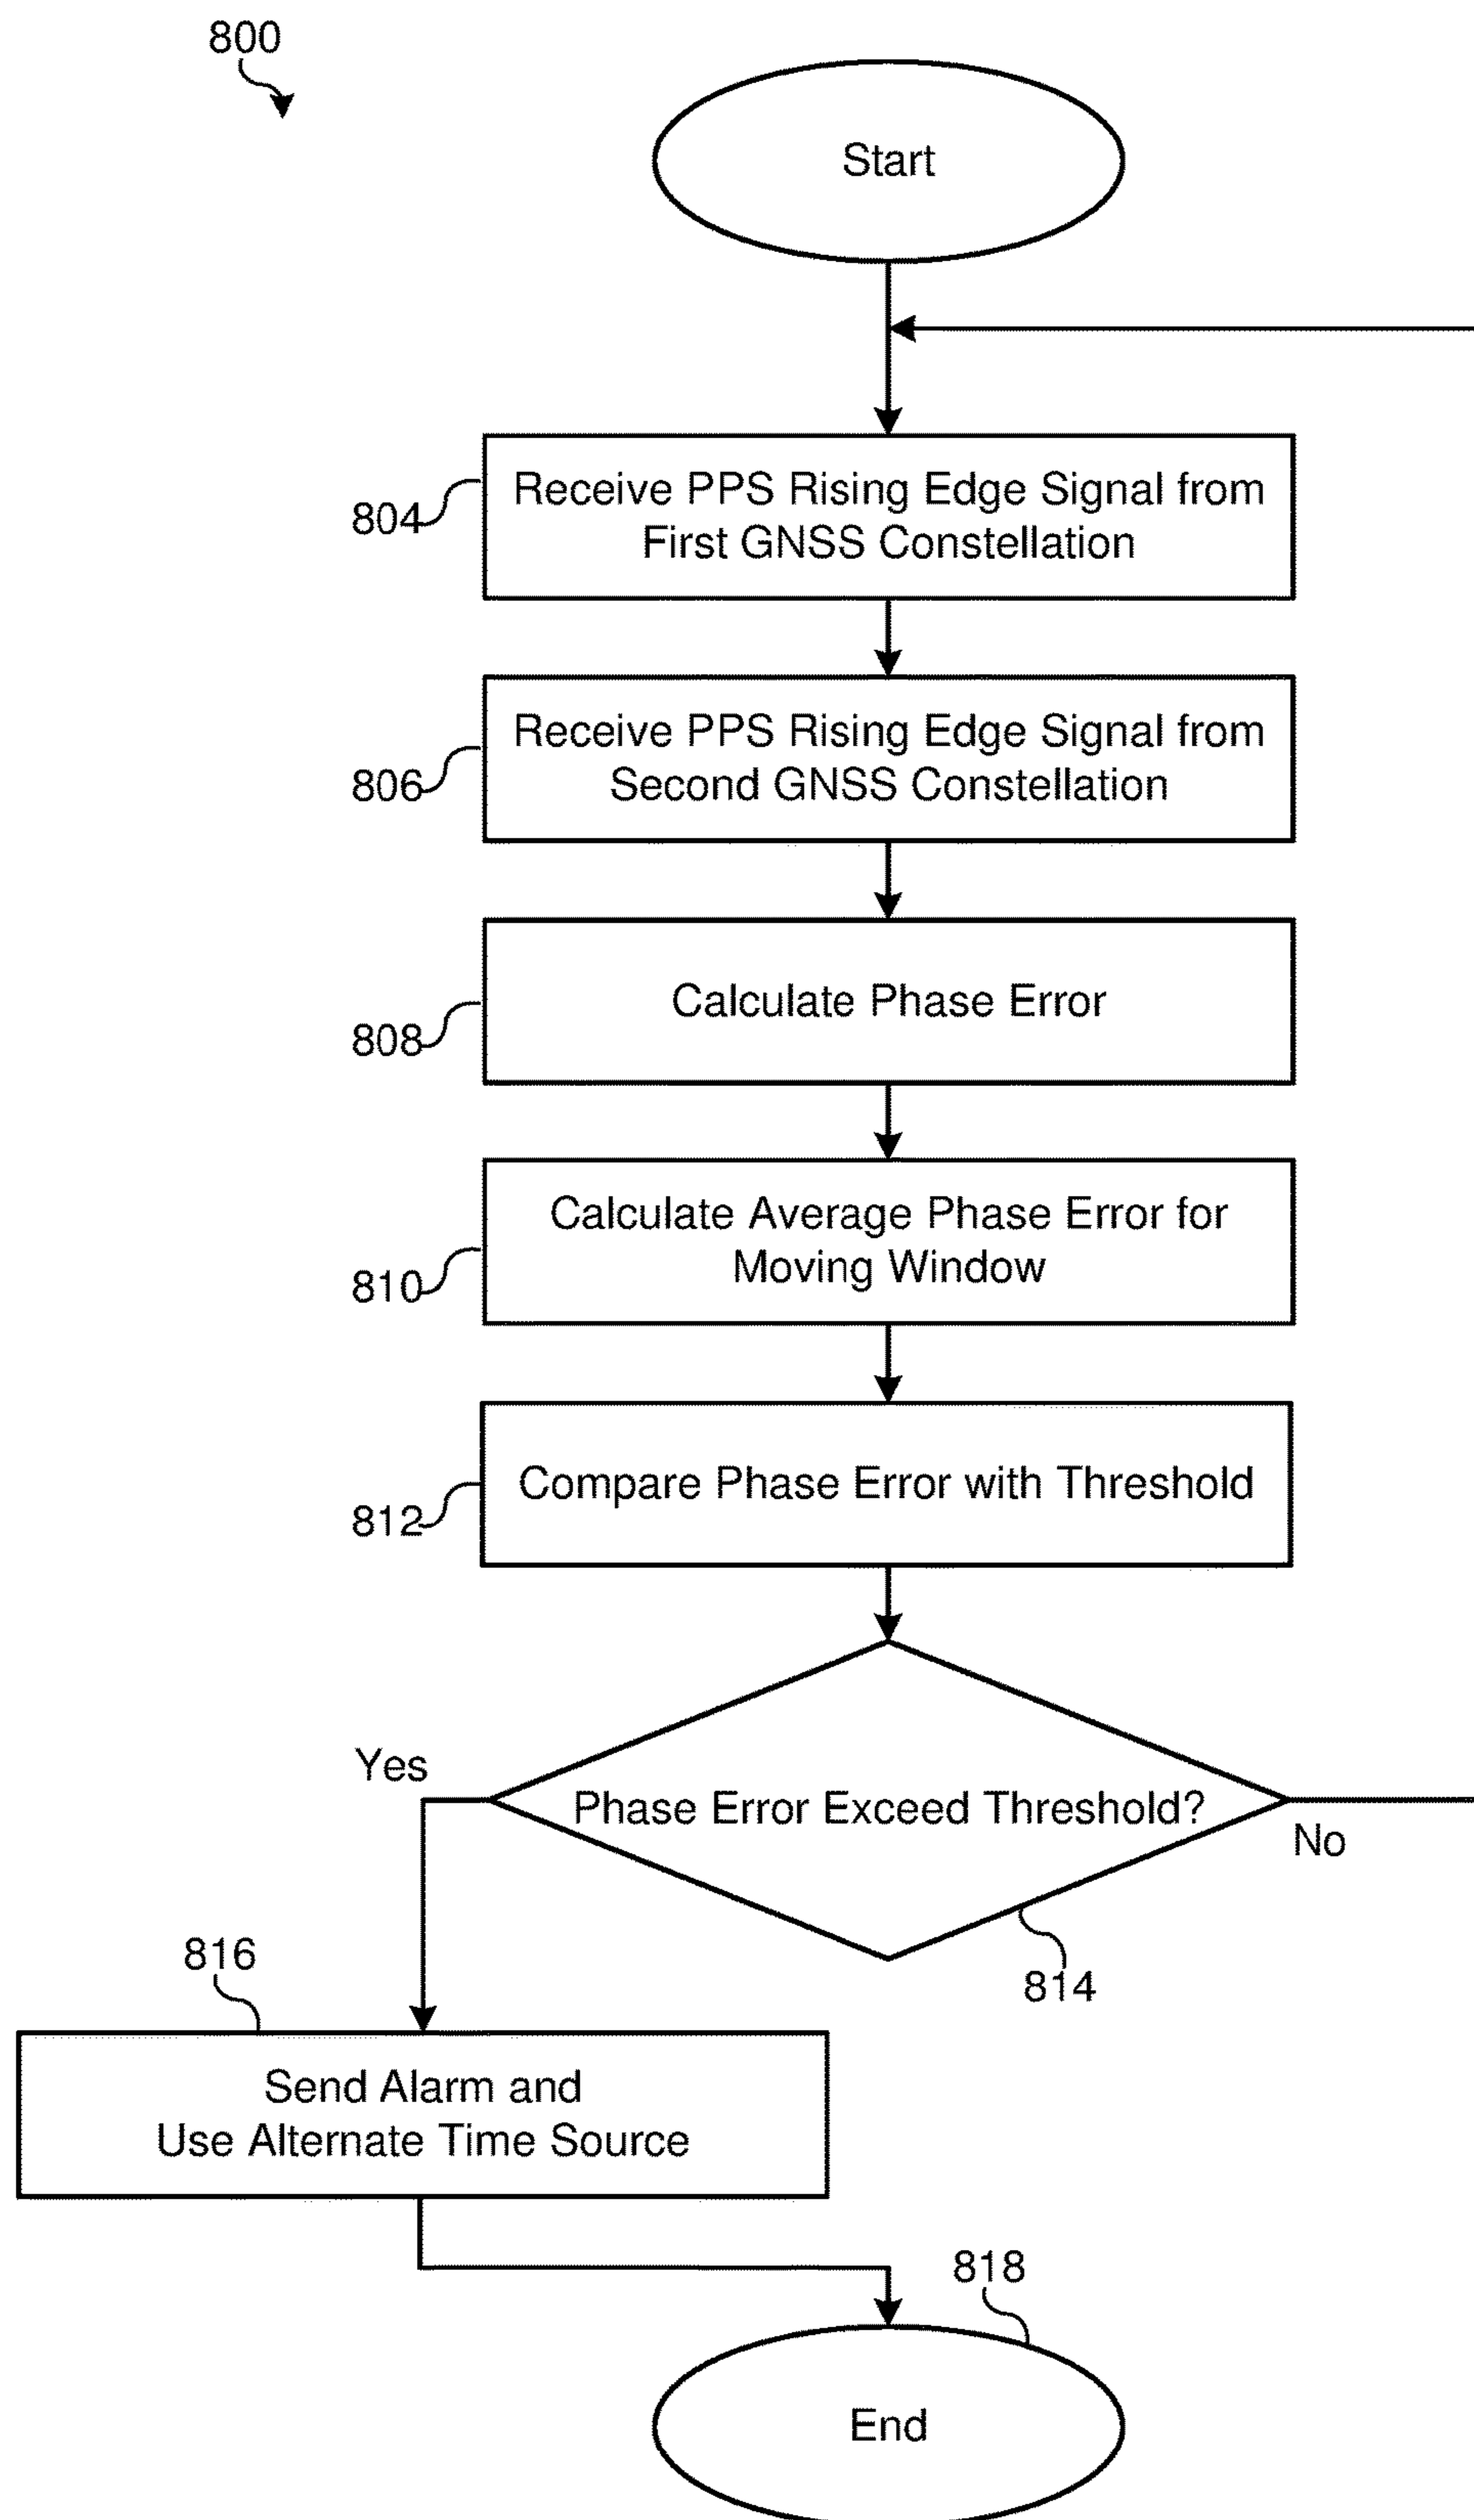 800
Start
804
Receive PPS Rising Edge Signal from
First GNSS Constellation
806
Receive PPS Rising Edge Signal from
Second GNSS Constellation
808
Calculate Phase Error
810
Calculate Average Phase Error for
Moving Window
812
Compare Phase Error with Threshold
Yes
Phase Error Exceed Threshold?
No
814
816
Send Alarm and
Use Alternate Time Source
818
End